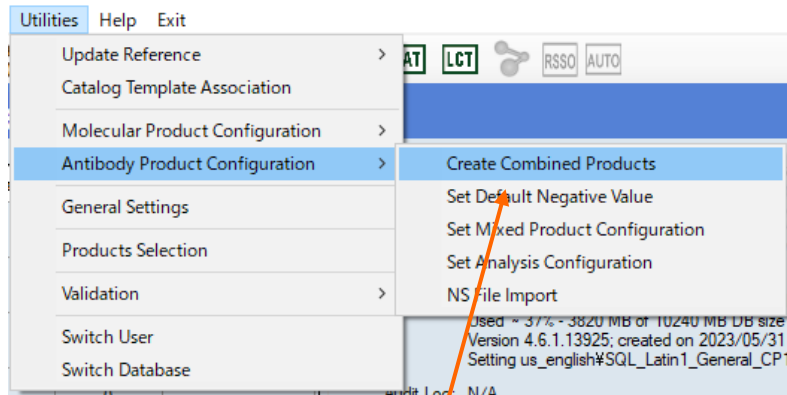 Utilities Help Exit
Update Reference
Catalog Template Association
Molecular Product Configuration
Antibody Product Configuration
General Settings
Products Selection
Validation
Switch User
Switch Database
AT LCT RSSO AUTO
Create Combined Products
Set Default Negative Value
Set Mixed Product Configuration
Set Analysis Configuration
NS File Import
Used ~ 37% - 3820 MB of 10240 MB DB size
Version 4.6.1.13925; created on 2023/05/31
Setting us_english¥SQL_Latin1_General_CP1
Audit Log: N/A